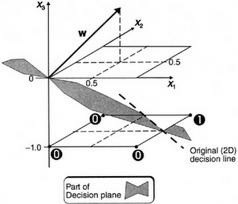 X3
w
X2
0.5
0
0.5
X1
0
1
-1.0
0
0
Original (2D)
decision line
Part of
Decision plane